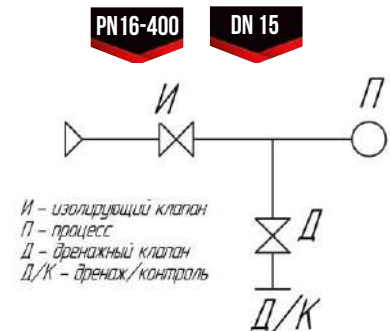 PN16-400 DN 15
И П
И – изолирующий клапан
П – процесс
Д – дренажный клапан
Д/К – дренаж/контроль
Д
Д/К